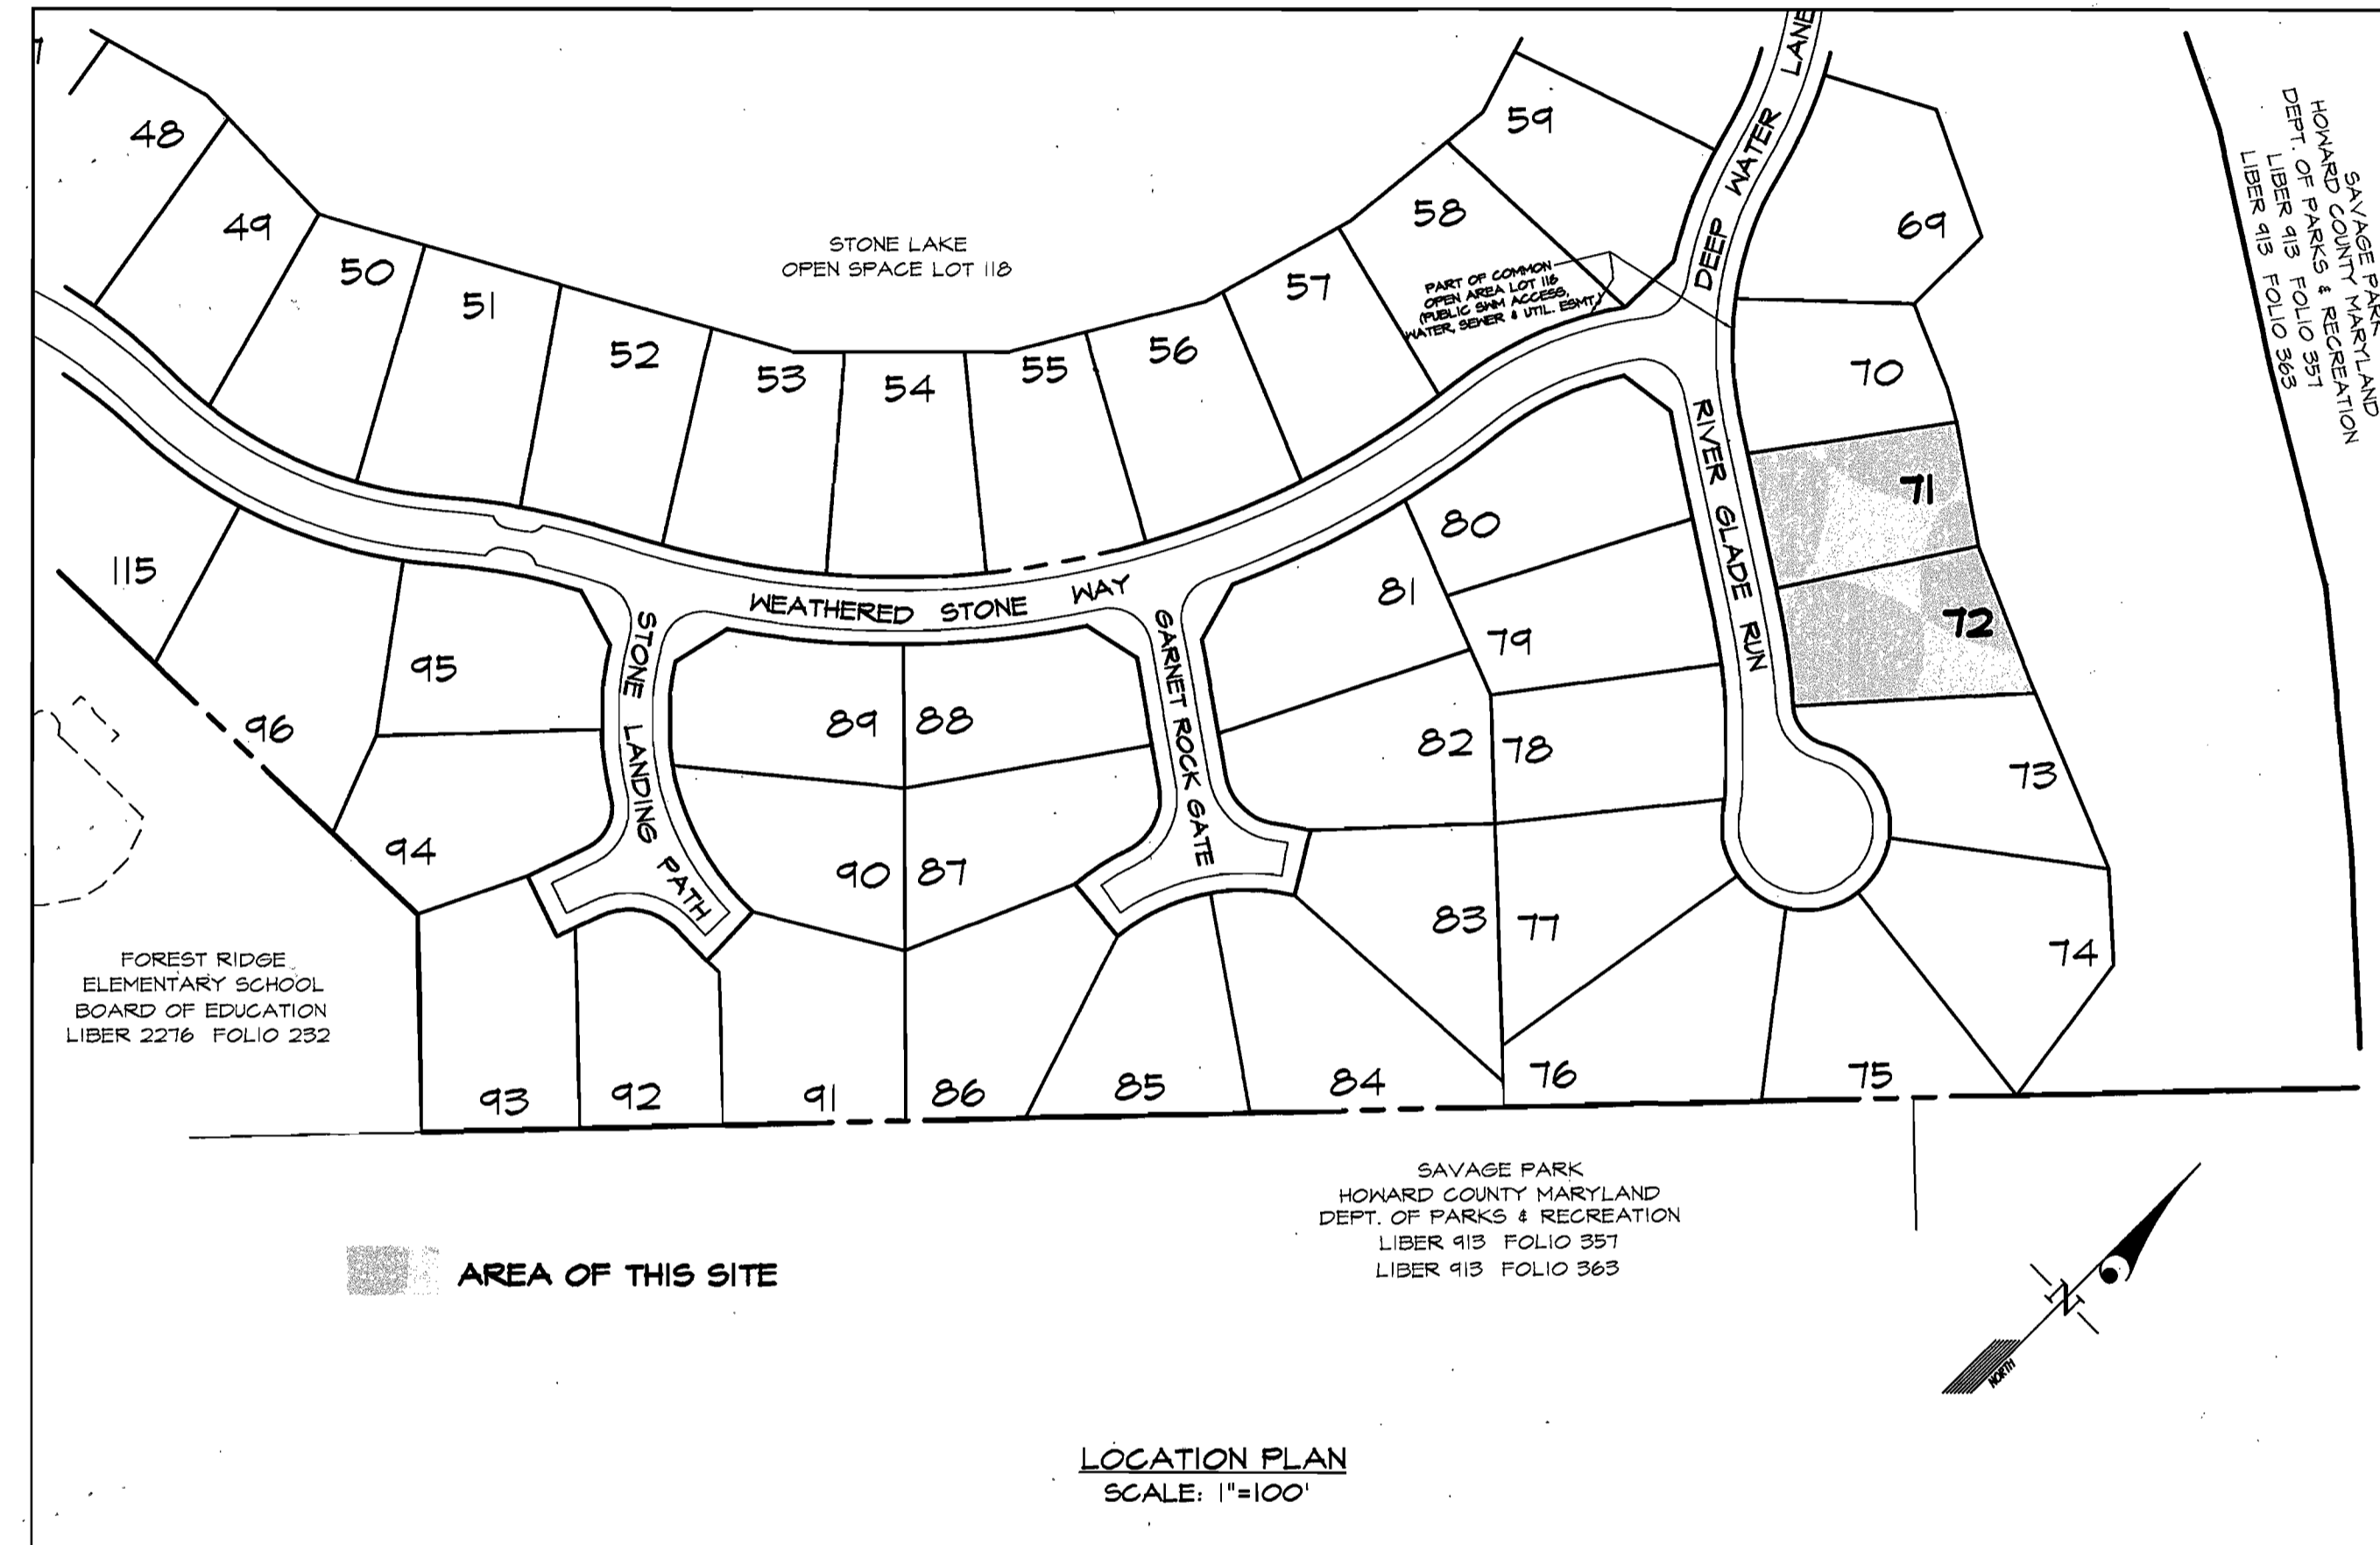 48
49
50
51
52
53
54
55
56
57
58
59
69
70
71
72
73
74
75
76
77
78
79
80
81
82
83
84
85
86
87
88
89
90
91
92
93
94
95
96
115
STONE LAKE
OPEN SPACE LOT 118
PART OF COMMON
OPEN AREA LOT 118
(PUBLIC SWM ACCESS,
WATER, SEWER & UTIL. ESMT.)
DEEP WATER LANE
RIVER GLADE RUN
WEATHERED STONE WAY
GARNET ROCK GATE
STONE LANDING PATH
SAVAGE PARK
HOWARD COUNTY MARYLAND
DEPT. OF PARKS & RECREATION
LIBER 913 FOLIO 357
LIBER 913 FOLIO 363
FOREST RIDGE
ELEMENTARY SCHOOL
BOARD OF EDUCATION
LIBER 2276 FOLIO 232
SAVAGE PARK
HOWARD COUNTY MARYLAND
DEPT. OF PARKS & RECREATION
LIBER 913 FOLIO 357
LIBER 913 FOLIO 363
AREA OF THIS SITE
N
NORTH
LOCATION PLAN
SCALE: 1"=100'